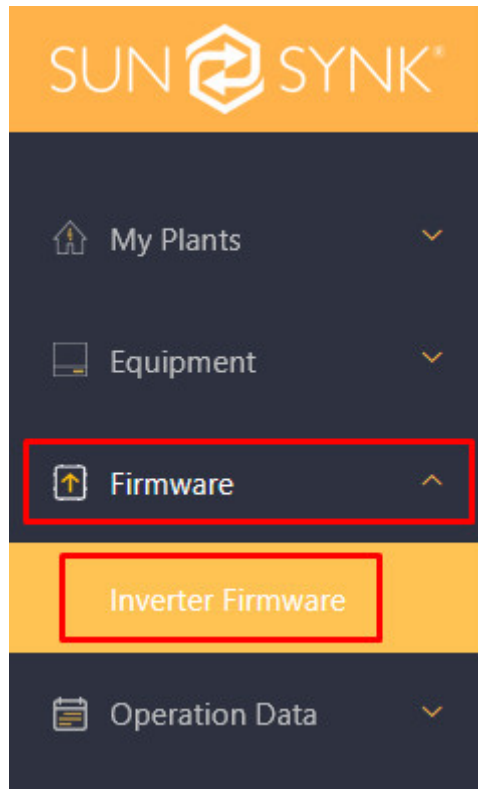 SUN SYNK®
My Plants
Equipment
Firmware
Inverter Firmware
Operation Data